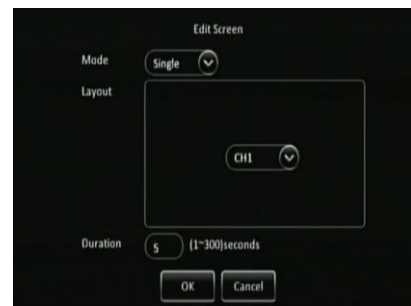 Edit Screen
Mode Single
Layout
CH1
Duration 5 (1~300)seconds
OK Cancel